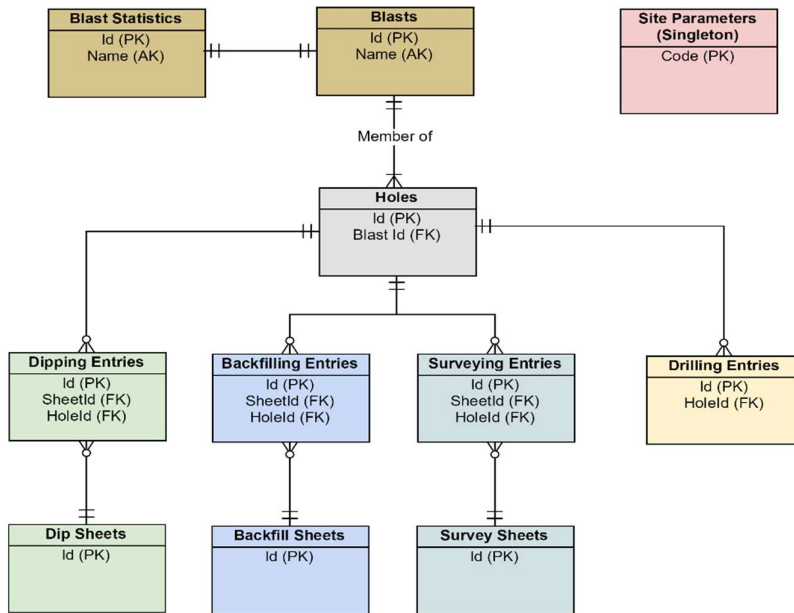 Blast Statistics
Id (PK)
Name (AK)
Blasts
Id (PK)
Name (AK)
Site Parameters
(Singleton)
Code (PK)
Member of
Holes
Id (PK)
Blast Id (FK)
Dipping Entries
Id (PK)
SheetId (FK)
HoleId (FK)
Backfilling Entries
Id (PK)
SheetId (FK)
HoleId (FK)
Surveying Entries
Id (PK)
SheetId (FK)
HoleId (FK)
Drilling Entries
Id (PK)
HoleId (FK)
Dip Sheets
Id (PK)
Backfill Sheets
Id (PK)
Survey Sheets
Id (PK)